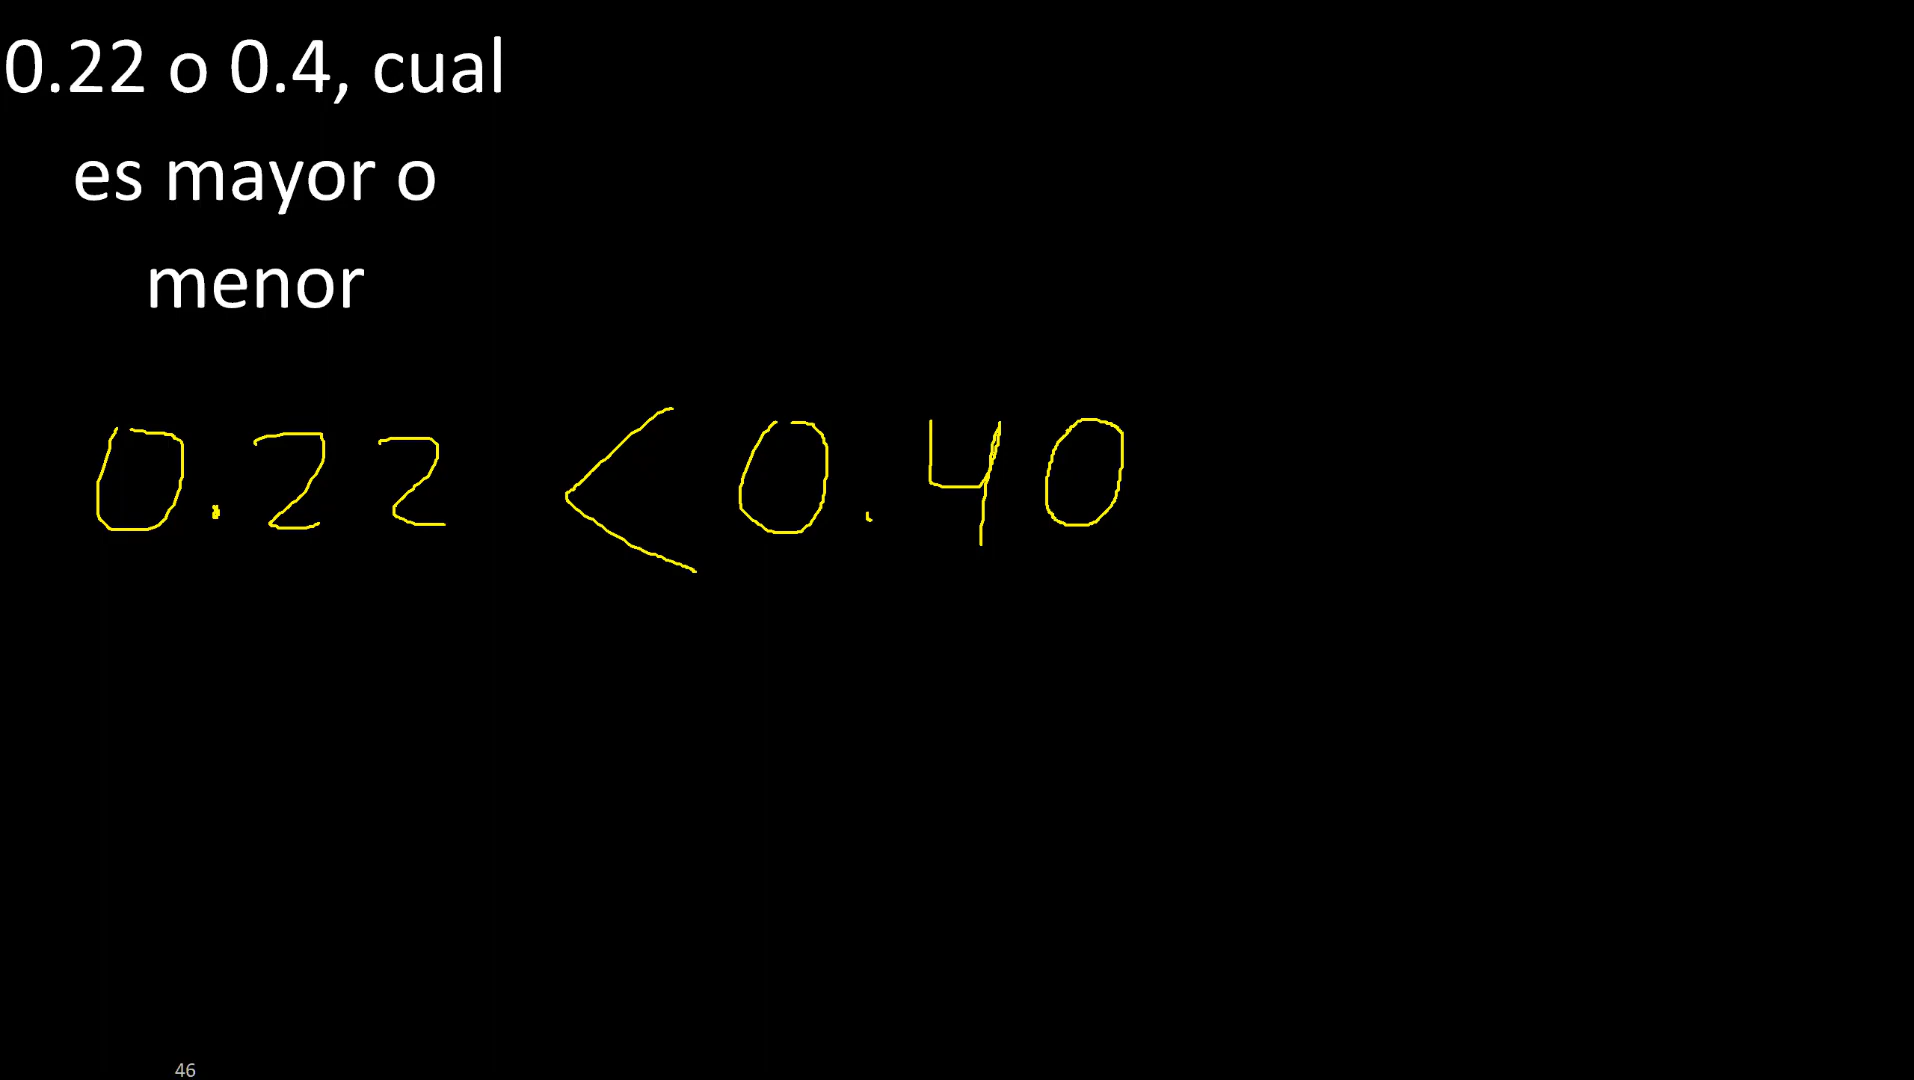 0.22 o 0.4, cual
es mayor o
menor
0.22 < 0.40
46